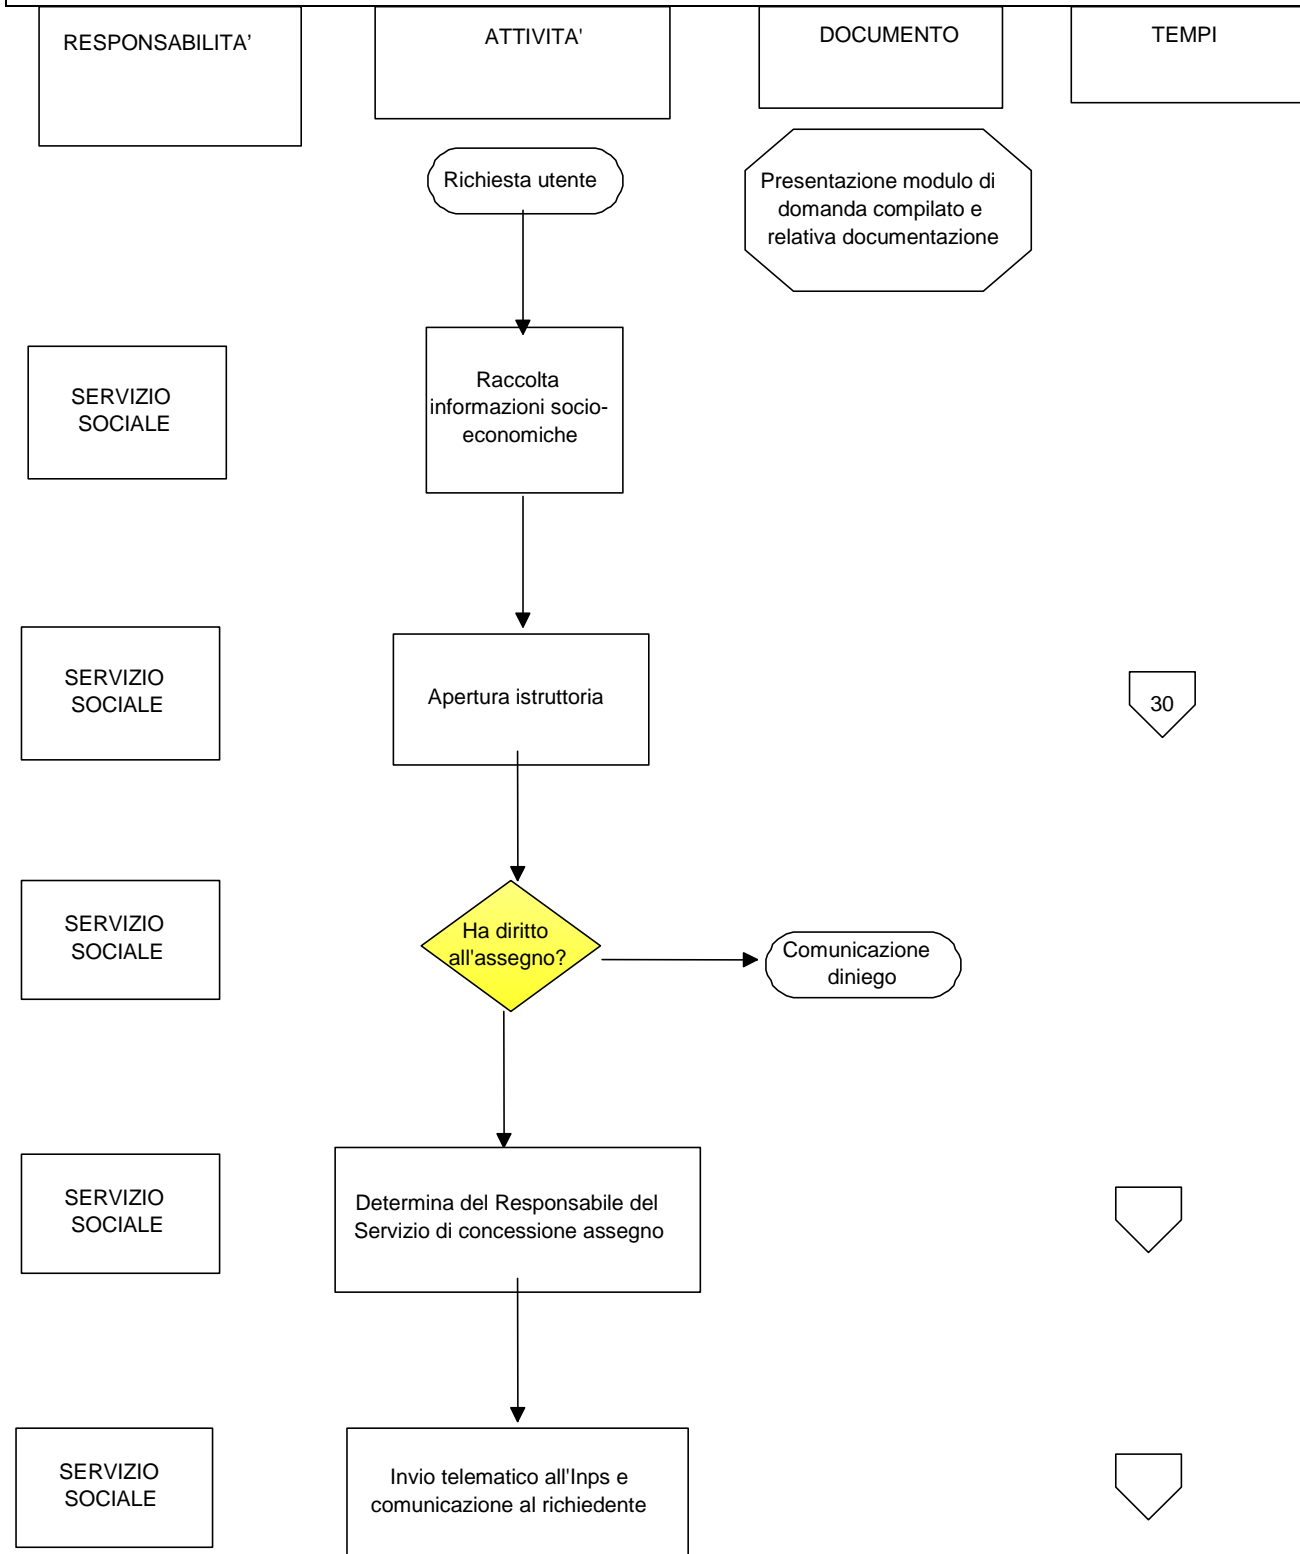 RESPONSABILITA’
ATTIVITA'
DOCUMENTO
TEMPI
Richiesta utente
Presentazione modulo di
domanda compilato e
relativa documentazione
SERVIZIO
SOCIALE
Raccolta
informazioni socio-
economiche
SERVIZIO
SOCIALE
Apertura istruttoria
30
SERVIZIO
SOCIALE
Ha diritto
all'assegno?
Comunicazione
diniego
SERVIZIO
SOCIALE
Determina del Responsabile del
Servizio di concessione assegno
SERVIZIO
SOCIALE
Invio telematico all'Inps e
comunicazione al richiedente